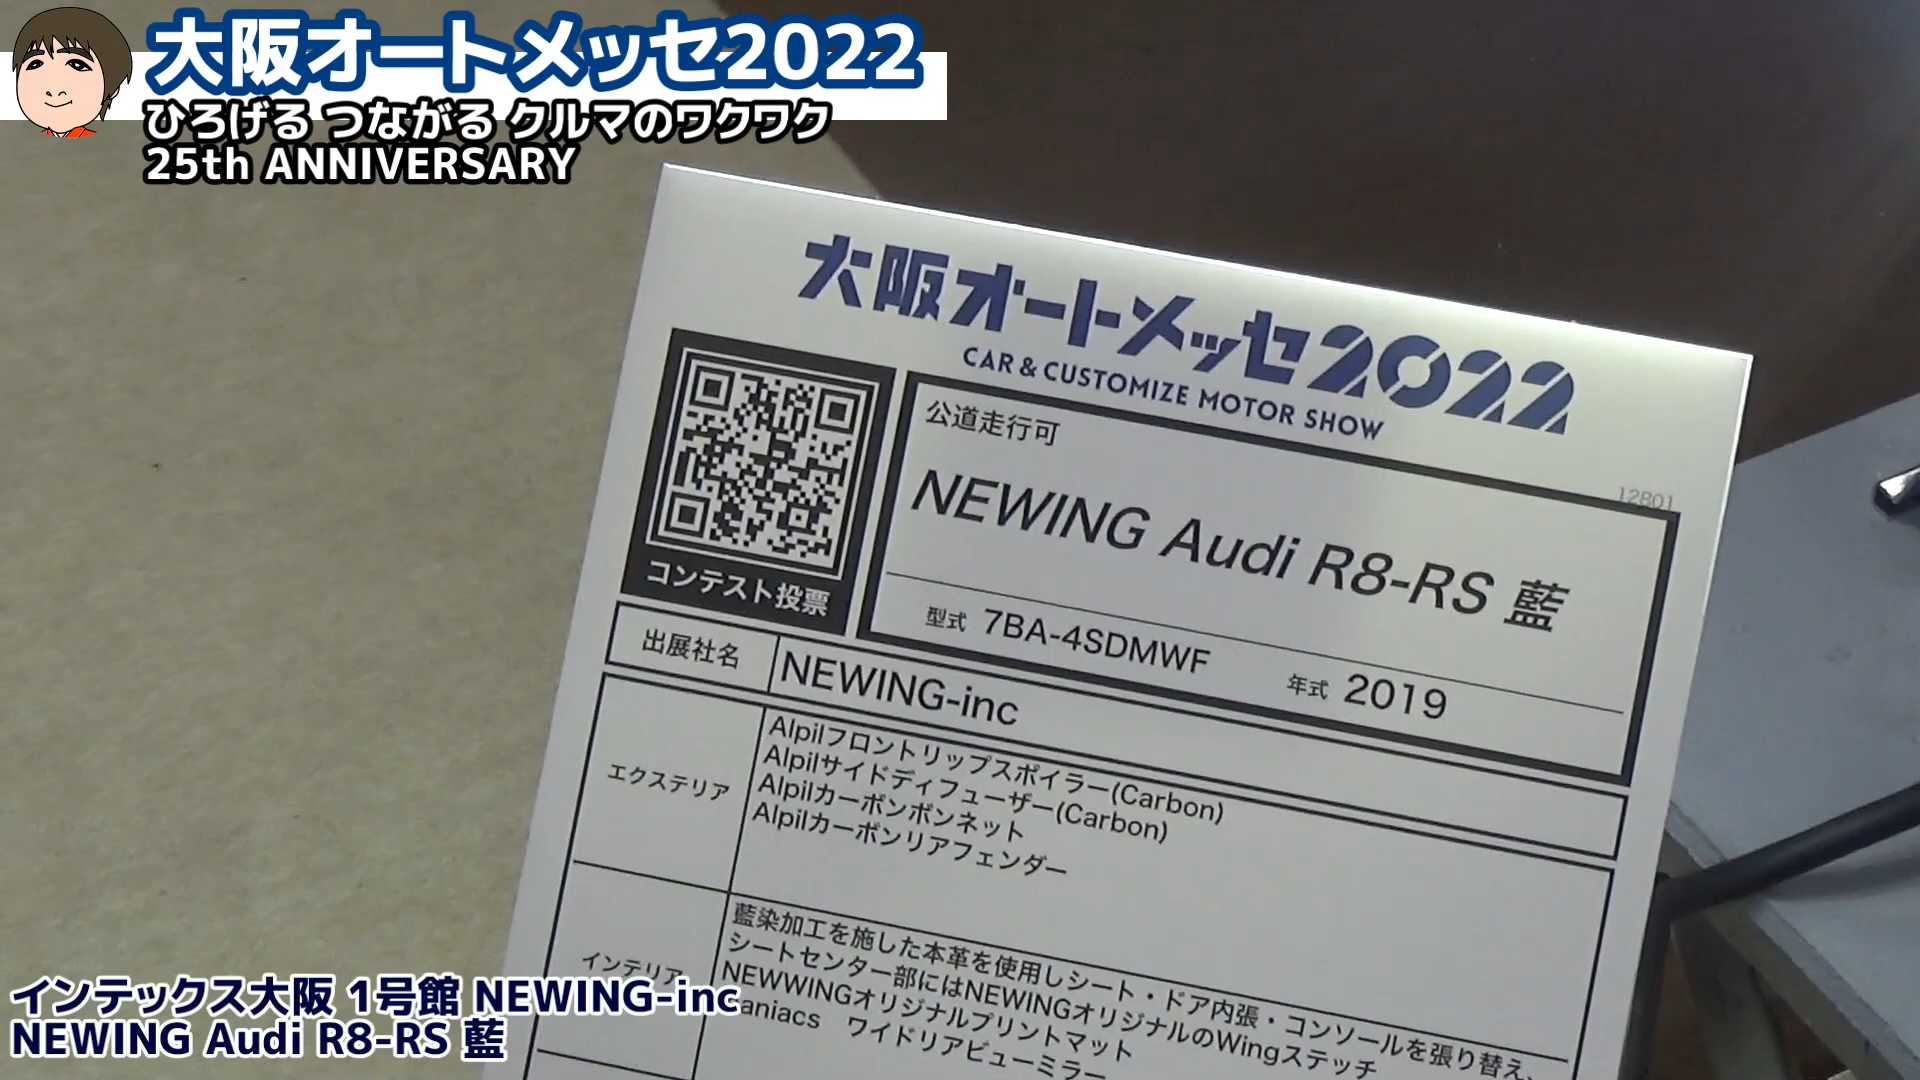 大阪オートメッセ2022
ひろげる つながる クルマのワクワク
25th ANNIVERSARY
大阪オートメッセ2022
CAR & CUSTOMIZE MOTOR SHOW
12801
コンテスト投票
公道走行可
NEWING Audi R8-RS 藍
型式 7BA-4SDMWF 年式 2019
出展社名 NEWING-inc
エクステリア
Alpilフロントリップスポイラー(Carbon)
Alpilサイドディフューザー(Carbon)
Alpilカーボンボンネット
Alpilカーボンリアフェンダー
インテリア
藍染加工を施した本革を使用しシート・ドア内張・コンソールを張り替え、
シートセンター部にはNEWINGオリジナルのWingステッチ
NEWWINGオリジナルプリントマット
aniacs ワイドリアビューミラー
インテックス大阪 1号館 NEWING-inc
NEWING Audi R8-RS 藍